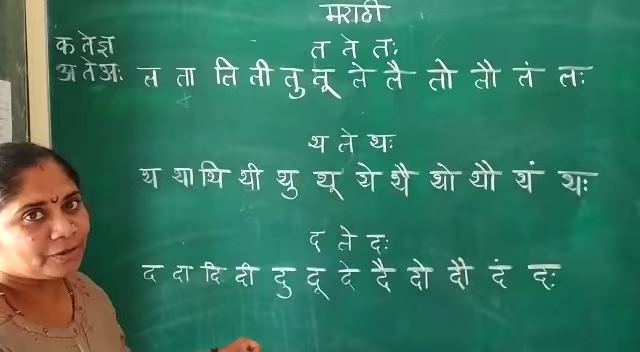 मराठी
क ते ज्ञ
अ ते अः
त ते तः
त ता ति ती तु तू ते तै तो तौ तं तः
थ ते थः
थ था थि थी थु थू थे थै थो थौ थं थः
द ते दः
द दा दि दी दु दू दे दै दो दौ दं दः